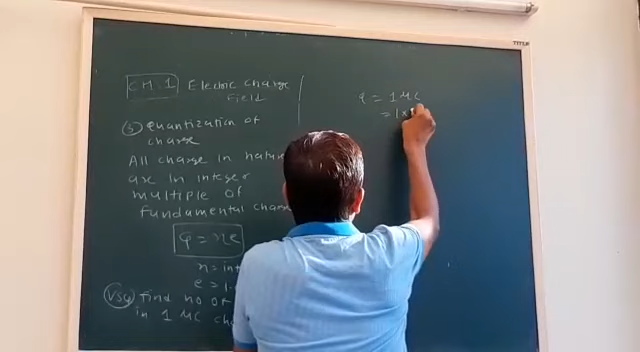 CH.1 Electric charge
Field
5 Quantization of
charge
All charge in nature
are in integer
multiple of
fundamental charge
q = ne
n = int
e = 1.
VSQ find no of
in 1 μC cha
q = 1 μC
= 1 ×